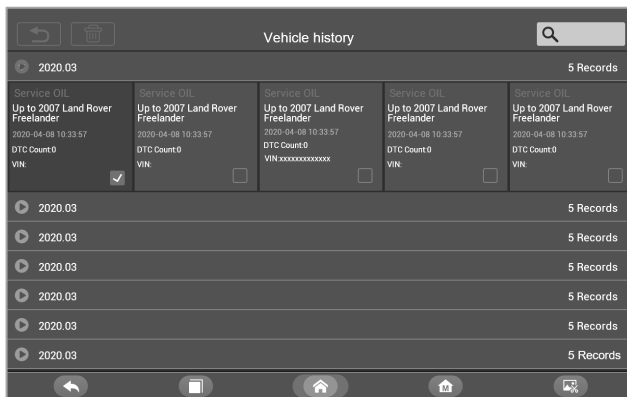 Vehicle history
2020.03 5 Records
Service OIL
Up to 2007 Land Rover
Freelander
2020-04-08 10:33:57
DTC Count:0
VIN:
Service OIL
Up to 2007 Land Rover
Freelander
2020-04-08 10:33:57
DTC Count:0
VIN:
Service OIL
Up to 2007 Land Rover
Freelander
2020-04-08 10:33:57
DTC Count:0
VIN:xxxxxxxxxxxxx
Service OIL
Up to 2007 Land Rover
Freelander
2020-04-08 10:33:57
DTC Count:0
VIN:
Service OIL
Up to 2007 Land Rover
Freelander
2020-04-08 10:33:57
DTC Count:0
VIN:
2020.03 5 Records
2020.03 5 Records
2020.03 5 Records
2020.03 5 Records
2020.03 5 Records
2020.03 5 Records
M